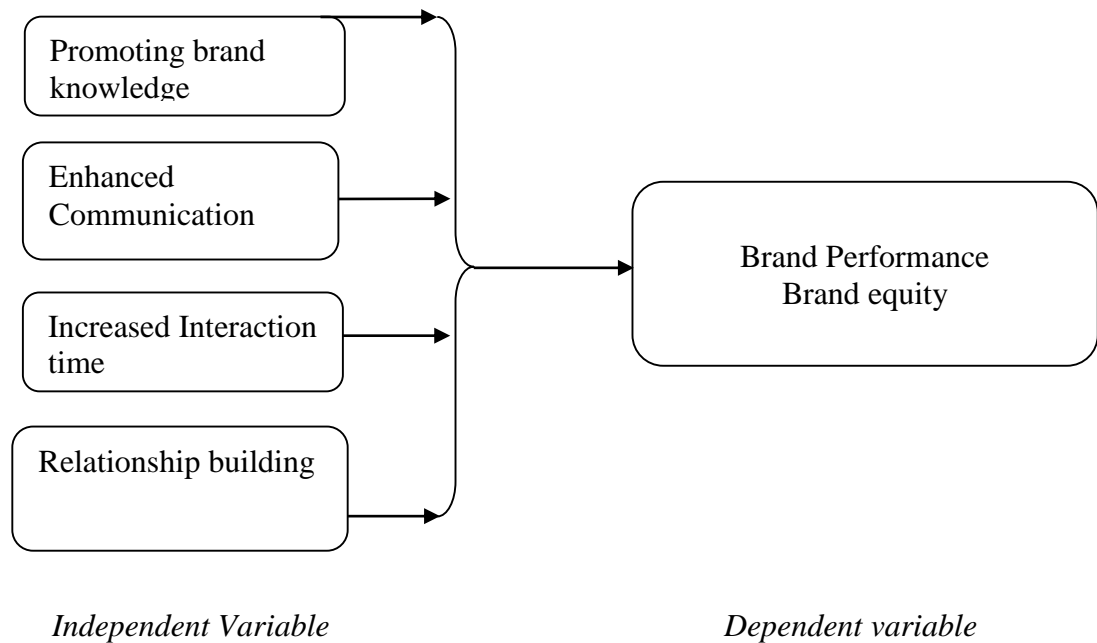 Promoting brand
knowledge
Enhanced
Communication
Increased Interaction
time
Relationship building
Brand Performance
Brand equity
Independent Variable
Dependent variable